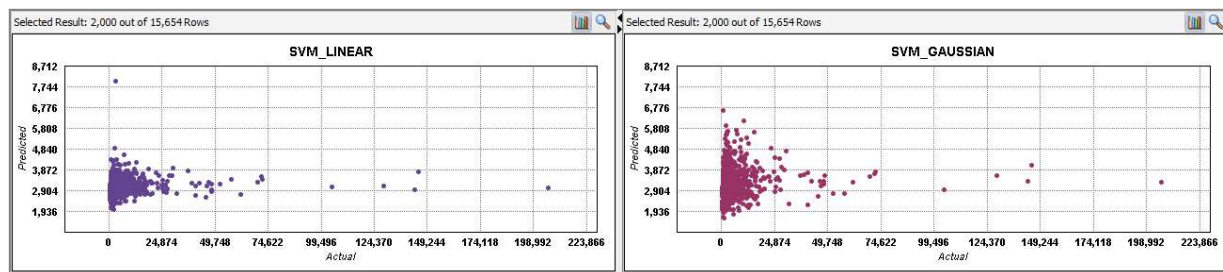 Selected Result: 2,000 out of 15,654 Rows
SVM_LINEAR
8,712
7,744
6,776
5,808
4,840
3,872
2,904
1,936
Predicted
0 24,874 49,748 74,622 99,496 124,370 149,244 174,118 198,992 223,866
Actual
Selected Result: 2,000 out of 15,654 Rows
SVM_GAUSSIAN
8,712
7,744
6,776
5,808
4,840
3,872
2,904
1,936
Predicted
0 24,874 49,748 74,622 99,496 124,370 149,244 174,118 198,992 223,866
Actual